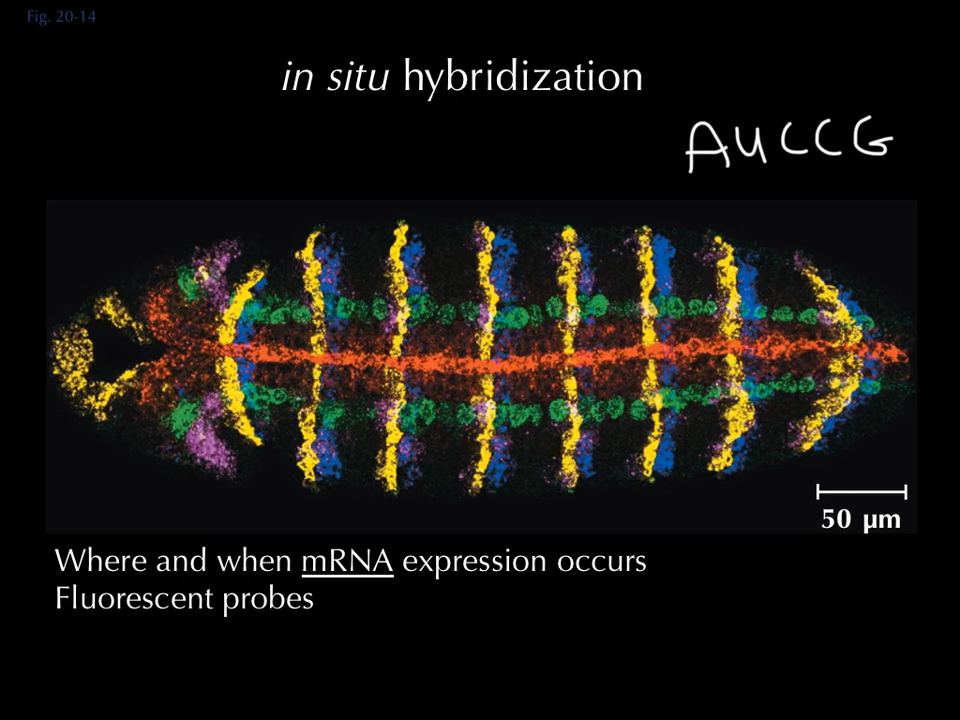 Fig. 20-14
in situ hybridization
AUCCG
50 µm
Where and when mRNA expression occurs
Fluorescent probes